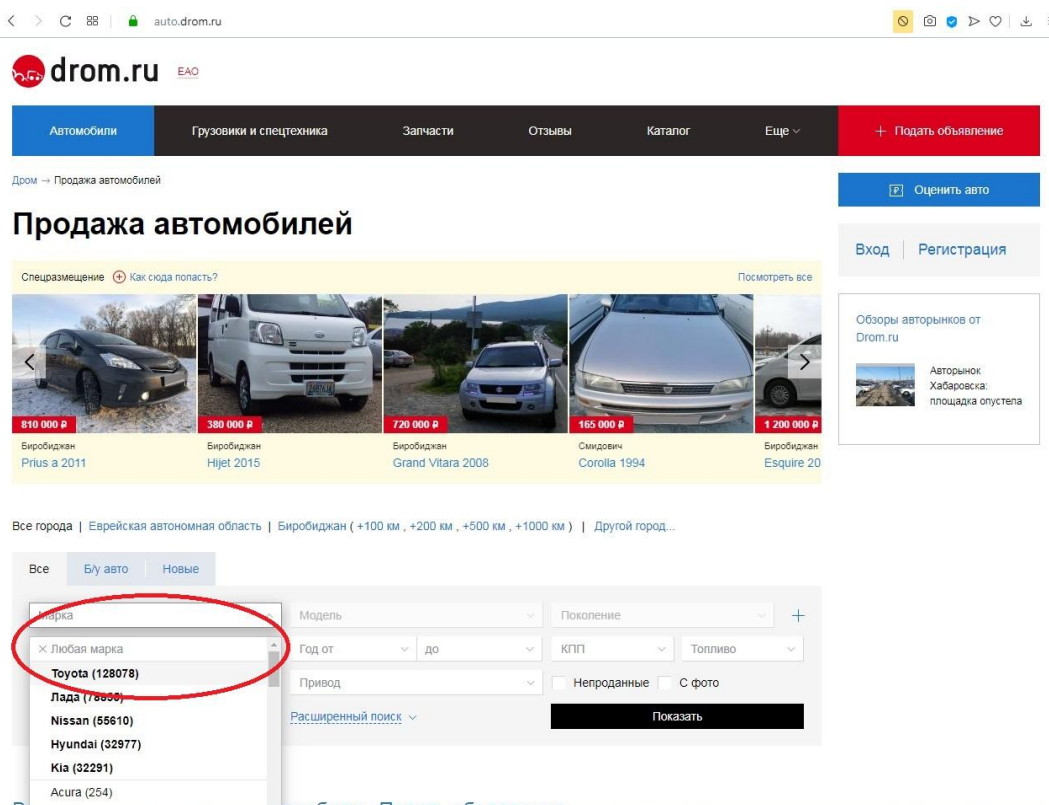 auto.drom.ru
drom.ru ЕАО
Автомобили Грузовики и спецтехника Запчасти Отзывы Каталог Еще + Подать объявление
Дром → Продажа автомобилей
Оценить авто
Продажа автомобилей
Вход Регистрация
Спецразмещение Как сюда попасть? Посмотреть все
Обзоры авторынков от
Drom.ru
Авторынок
Хабаровска:
площадка опустела
810 000 ₽ 380 000 ₽ 720 000 ₽ 165 000 ₽ 1 200 000 ₽
Биробиджан Биробиджан Биробиджан Смидович Биробиджан
Prius a 2011 Hijet 2015 Grand Vitara 2008 Corolla 1994 Esquire 20
Все города | Еврейская автономная область | Биробиджан ( +100 км , +200 км , +500 км , +1000 км ) | Другой город...
Все Б/у авто Новые
Марка Модель Поколение +
× Любая марка Год от до КПП Топливо
Toyota (128078) Привод Непроданные С фото
Лада
Nissan (55610) Расширенный поиск Показать
Hyundai (32977)
Kia (32291)
Acura (254)